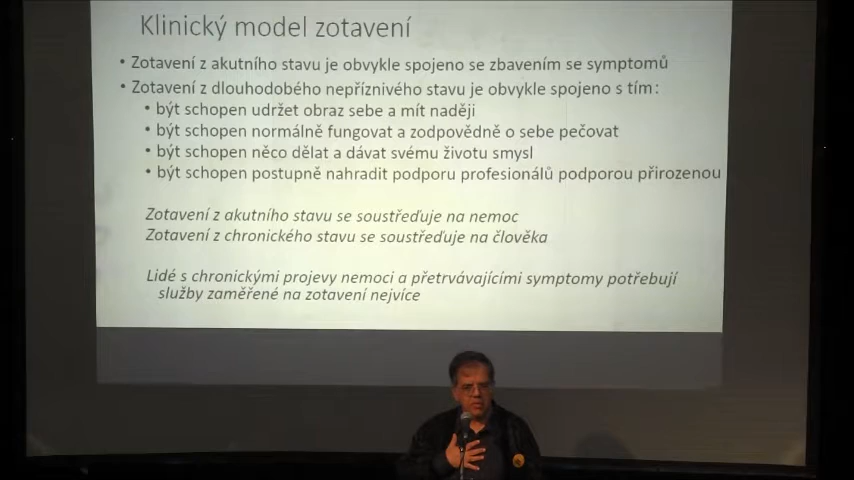 Klinický model zotavení
• Zotavení z akutního stavu je obvykle spojeno se zbavením se symptomů
• Zotavení z dlouhodobého nepříznivého stavu je obvykle spojeno s tím:
• být schopen udržet obraz sebe a mít naději
• být schopen normálně fungovat a zodpovědně o sebe pečovat
• být schopen něco dělat a dávat svému životu smysl
• být schopen postupně nahradit podporu profesionálů podporou přirozenou
Zotavení z akutního stavu se soustřeďuje na nemoc
Zotavení z chronického stavu se soustřeďuje na člověka
Lidé s chronickými projevy nemoci a přetrvávajícími symptomy potřebují
služby zaměřené na zotavení nejvíce